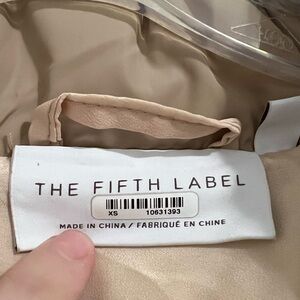 THE FIFTH LABEL
XS 10631393
MADE IN CHINA / FABRIQUÉ EN CHINE